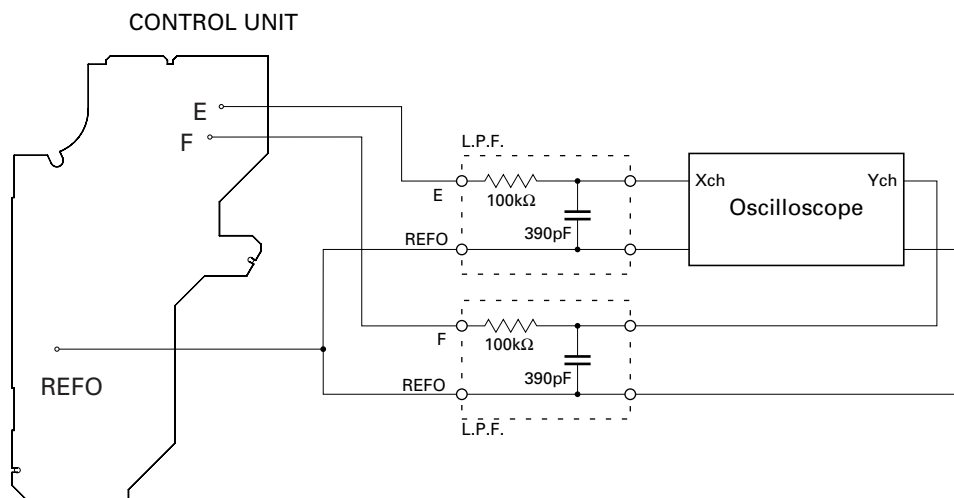 CONTROL UNIT
E
F
REFO
L.P.F.
E
100kΩ
390pF
REFO
Xch
Ych
Oscilloscope
F
100kΩ
390pF
REFO
L.P.F.